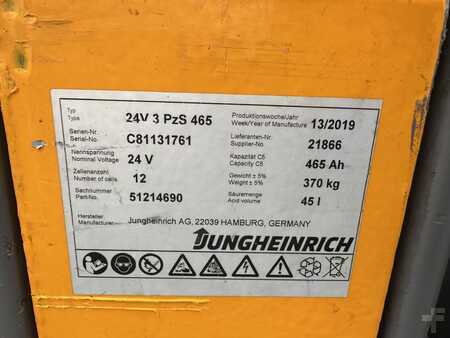 Typ
Type 24V 3 PzS 465
Produktionswoche/Jahr
Week/Year of Manufacture 13/2019
Serien-Nr.
Serial-No. C81131761
Lieferanten-Nr.
Supplier-No 21866
Nennspannung
Nominal Voltage 24 V
Kapazität C5
Capacity C5 465 Ah
Zellenanzahl
Number of cells 12
Gewicht ± 5%
Weight ± 5% 370 kg
Sachnummer
Part-No. 51214690
Säuremenge
Acid volume 45 l
Hersteller
Manufacturer Jungheinrich AG, 22039 HAMBURG, GERMANY
JUNGHEINRICH